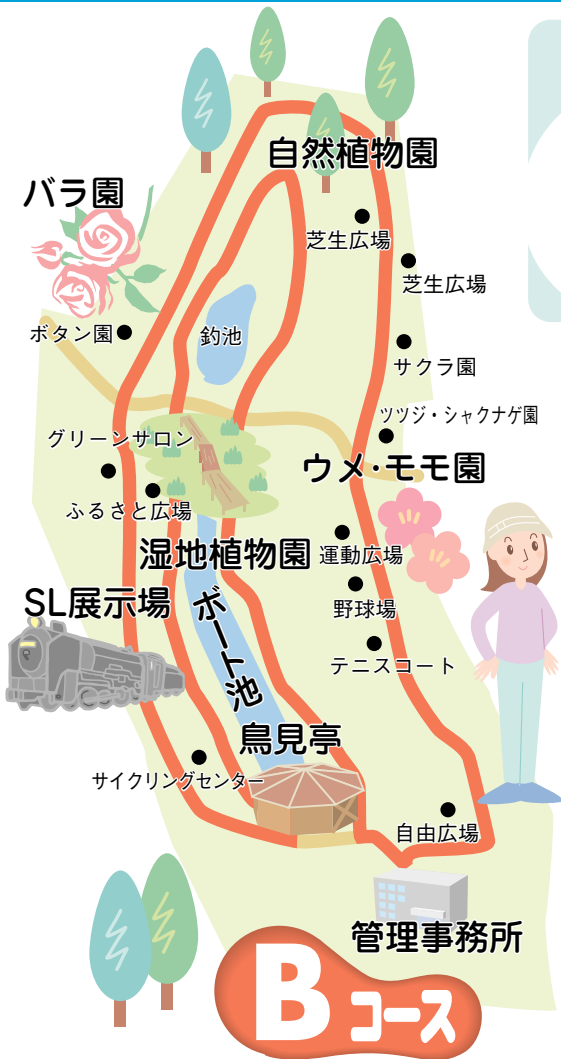 自然植物園
バラ園
芝生広場
芝生広場
ボタン園
釣池
サクラ園
ツツジ・シャクナゲ園
グリーンサロン
ウメ・モモ園
ふるさと広場
湿地植物園
運動広場
SL展示場
ボート池
野球場
テニスコート
鳥見亭
サイクリングセンター
自由広場
管理事務所
Bコース